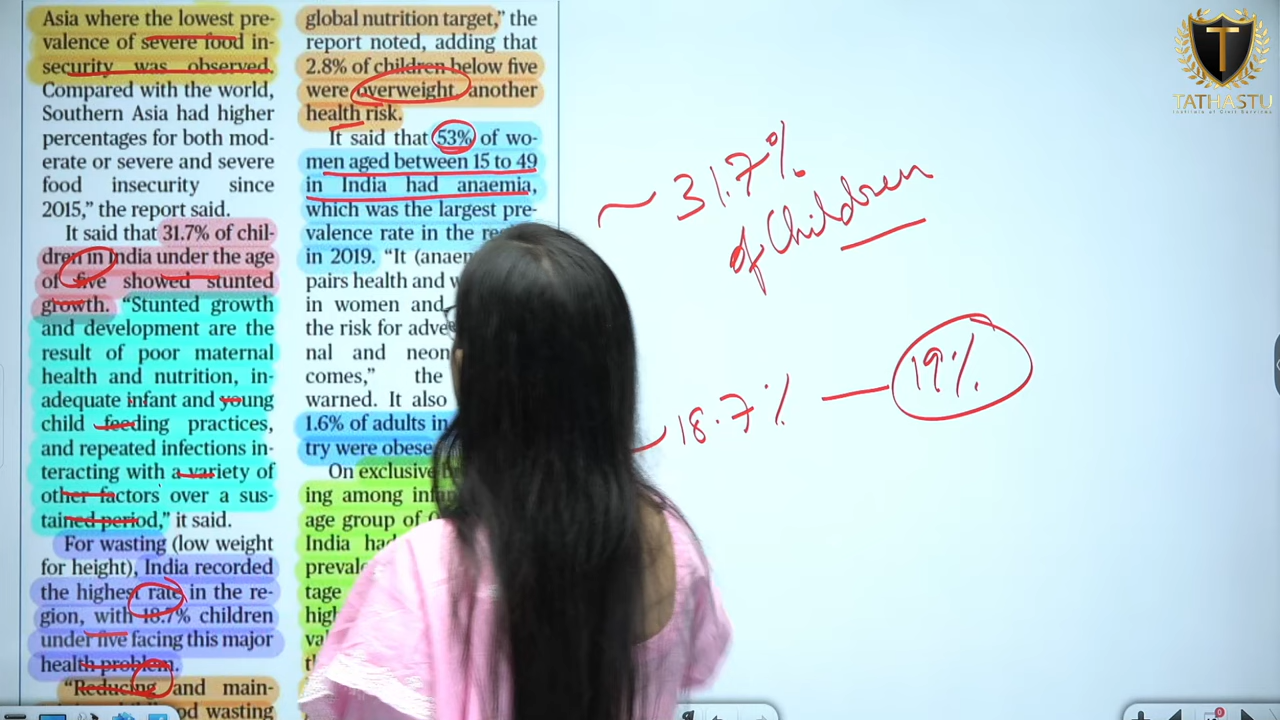 Asia where the lowest pre-
valence of severe food in-
security was observed.
Compared with the world,
Southern Asia had higher
percentages for both mod-
erate or severe and severe
food insecurity since
2015,” the report said.
It said that 31.7% of chil-
dren in India under the age
of five showed stunted
growth. “Stunted growth
and development are the
result of poor maternal
health and nutrition, in-
adequate infant and young
child feeding practices,
and repeated infections in-
teracting with a variety of
other factors over a sus-
tained period,” it said.
For wasting (low weight
for height), India recorded
the highest rate in the re-
gion, with 18.7% children
under five facing this major
health problem.
“Reducing and main-
od wasting
global nutrition target,” the
report noted, adding that
2.8% of children below five
were overweight, another
health risk.
It said that 53% of wo-
men aged between 15 to 49
in India had anaemia,
which was the largest pre-
valence rate in the re
in 2019. “It (anaem
pairs health and w
in women and
the risk for adve
nal and neon
comes,” the
warned. It also
1.6% of adults in
try were obese
On exclusive
ing among infa
age group of
India had
prevale
tage
high
va
~ 31.7%
of Children
~ 18.7% — 19%
T
TATHASTU
Institute of Civil Services